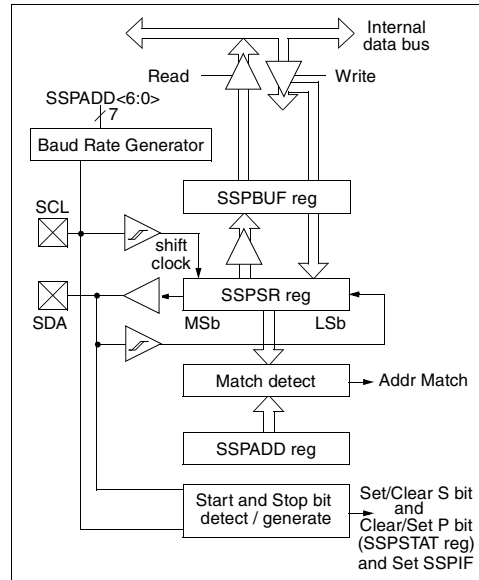 Internal
data bus
Read
Write
SSPADD<6:0>
7
Baud Rate Generator
SSPBUF reg
SCL
shift
clock
SSPSR reg
SDA
MSb
LSb
Match detect
Addr Match
SSPADD reg
Start and Stop bit
detect / generate
Set/Clear S bit
and
Clear/Set P bit
(SSPSTAT reg)
and Set SSPIF